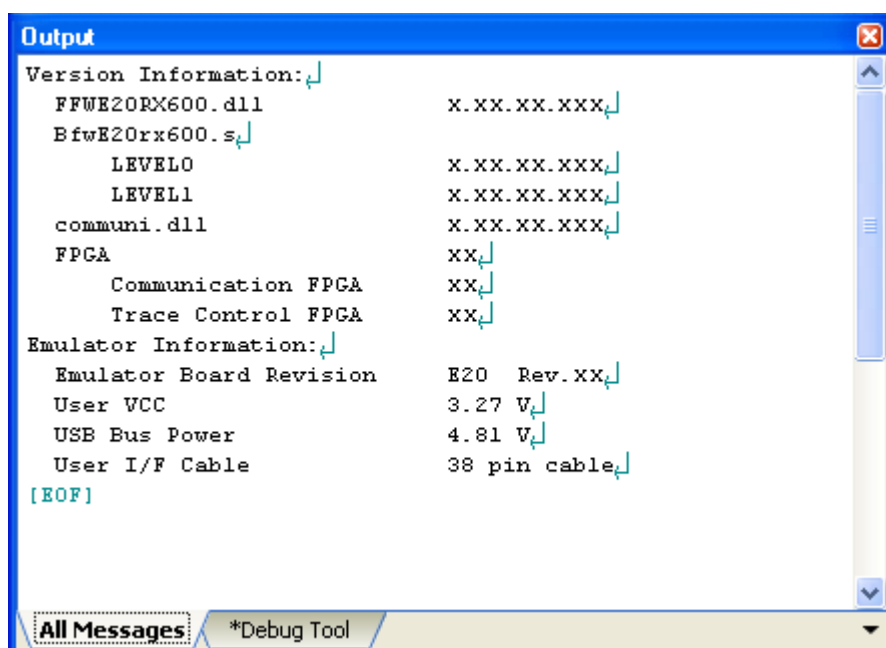 Output
Version Information:
FFWE20RX600.dll x.xx.xx.xxx
BfwE20rx600.s
LEVEL0 x.xx.xx.xxx
LEVEL1 x.xx.xx.xxx
communi.dll x.xx.xx.xxx
FPGA xx
Communication FPGA xx
Trace Control FPGA xx
Emulator Information:
Emulator Board Revision E20 Rev.xx
User VCC 3.27 V
USB Bus Power 4.81 V
User I/F Cable 38 pin cable
[EOF]
All Messages *Debug Tool